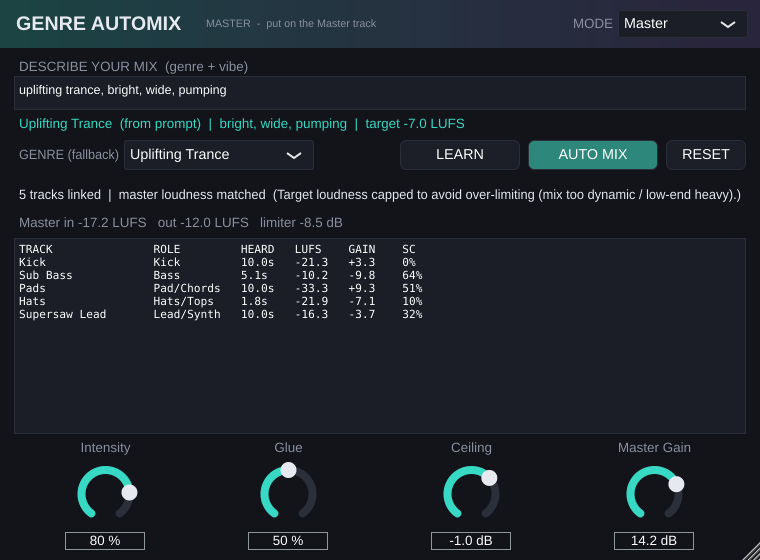 GENRE AUTOMIX MASTER - put on the Master track MODE Master
DESCRIBE YOUR MIX (genre + vibe)
uplifting trance, bright, wide, pumping
Uplifting Trance (from prompt) | bright, wide, pumping | target -7.0 LUFS
GENRE (fallback) Uplifting Trance LEARN AUTO MIX RESET
5 tracks linked | master loudness matched (Target loudness capped to avoid over-limiting (mix too dynamic / low-end heavy).)
Master in -17.2 LUFS out -12.0 LUFS limiter -8.5 dB
TRACK ROLE HEARD LUFS GAIN SC
Kick Kick 10.0s -21.3 +3.3 0%
Sub Bass Bass 5.1s -10.2 -9.8 64%
Pads Pad/Chords 10.0s -33.3 +9.3 51%
Hats Hats/Tops 1.8s -21.9 -7.1 10%
Supersaw Lead Lead/Synth 10.0s -16.3 -3.7 32%
Intensity Glue Ceiling Master Gain
80 % 50 % -1.0 dB 14.2 dB